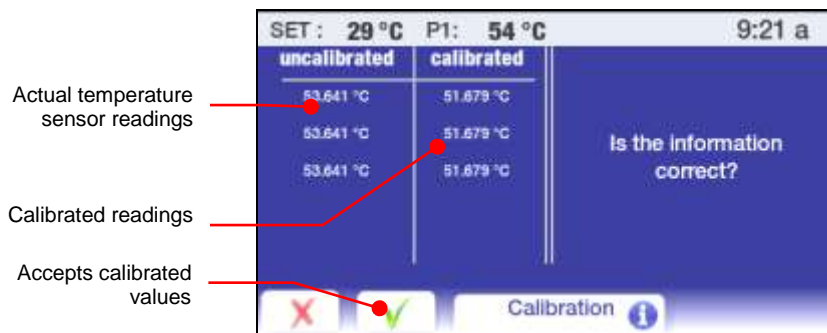 SET: 29 °C P1: 54 °C 9:21 a
uncalibrated calibrated
Actual temperature
sensor readings
53.641 °C 51.679 °C
53.641 °C 51.679 °C
53.641 °C 51.679 °C
Is the information
correct?
Calibrated readings
Accepts calibrated
values
Calibration i